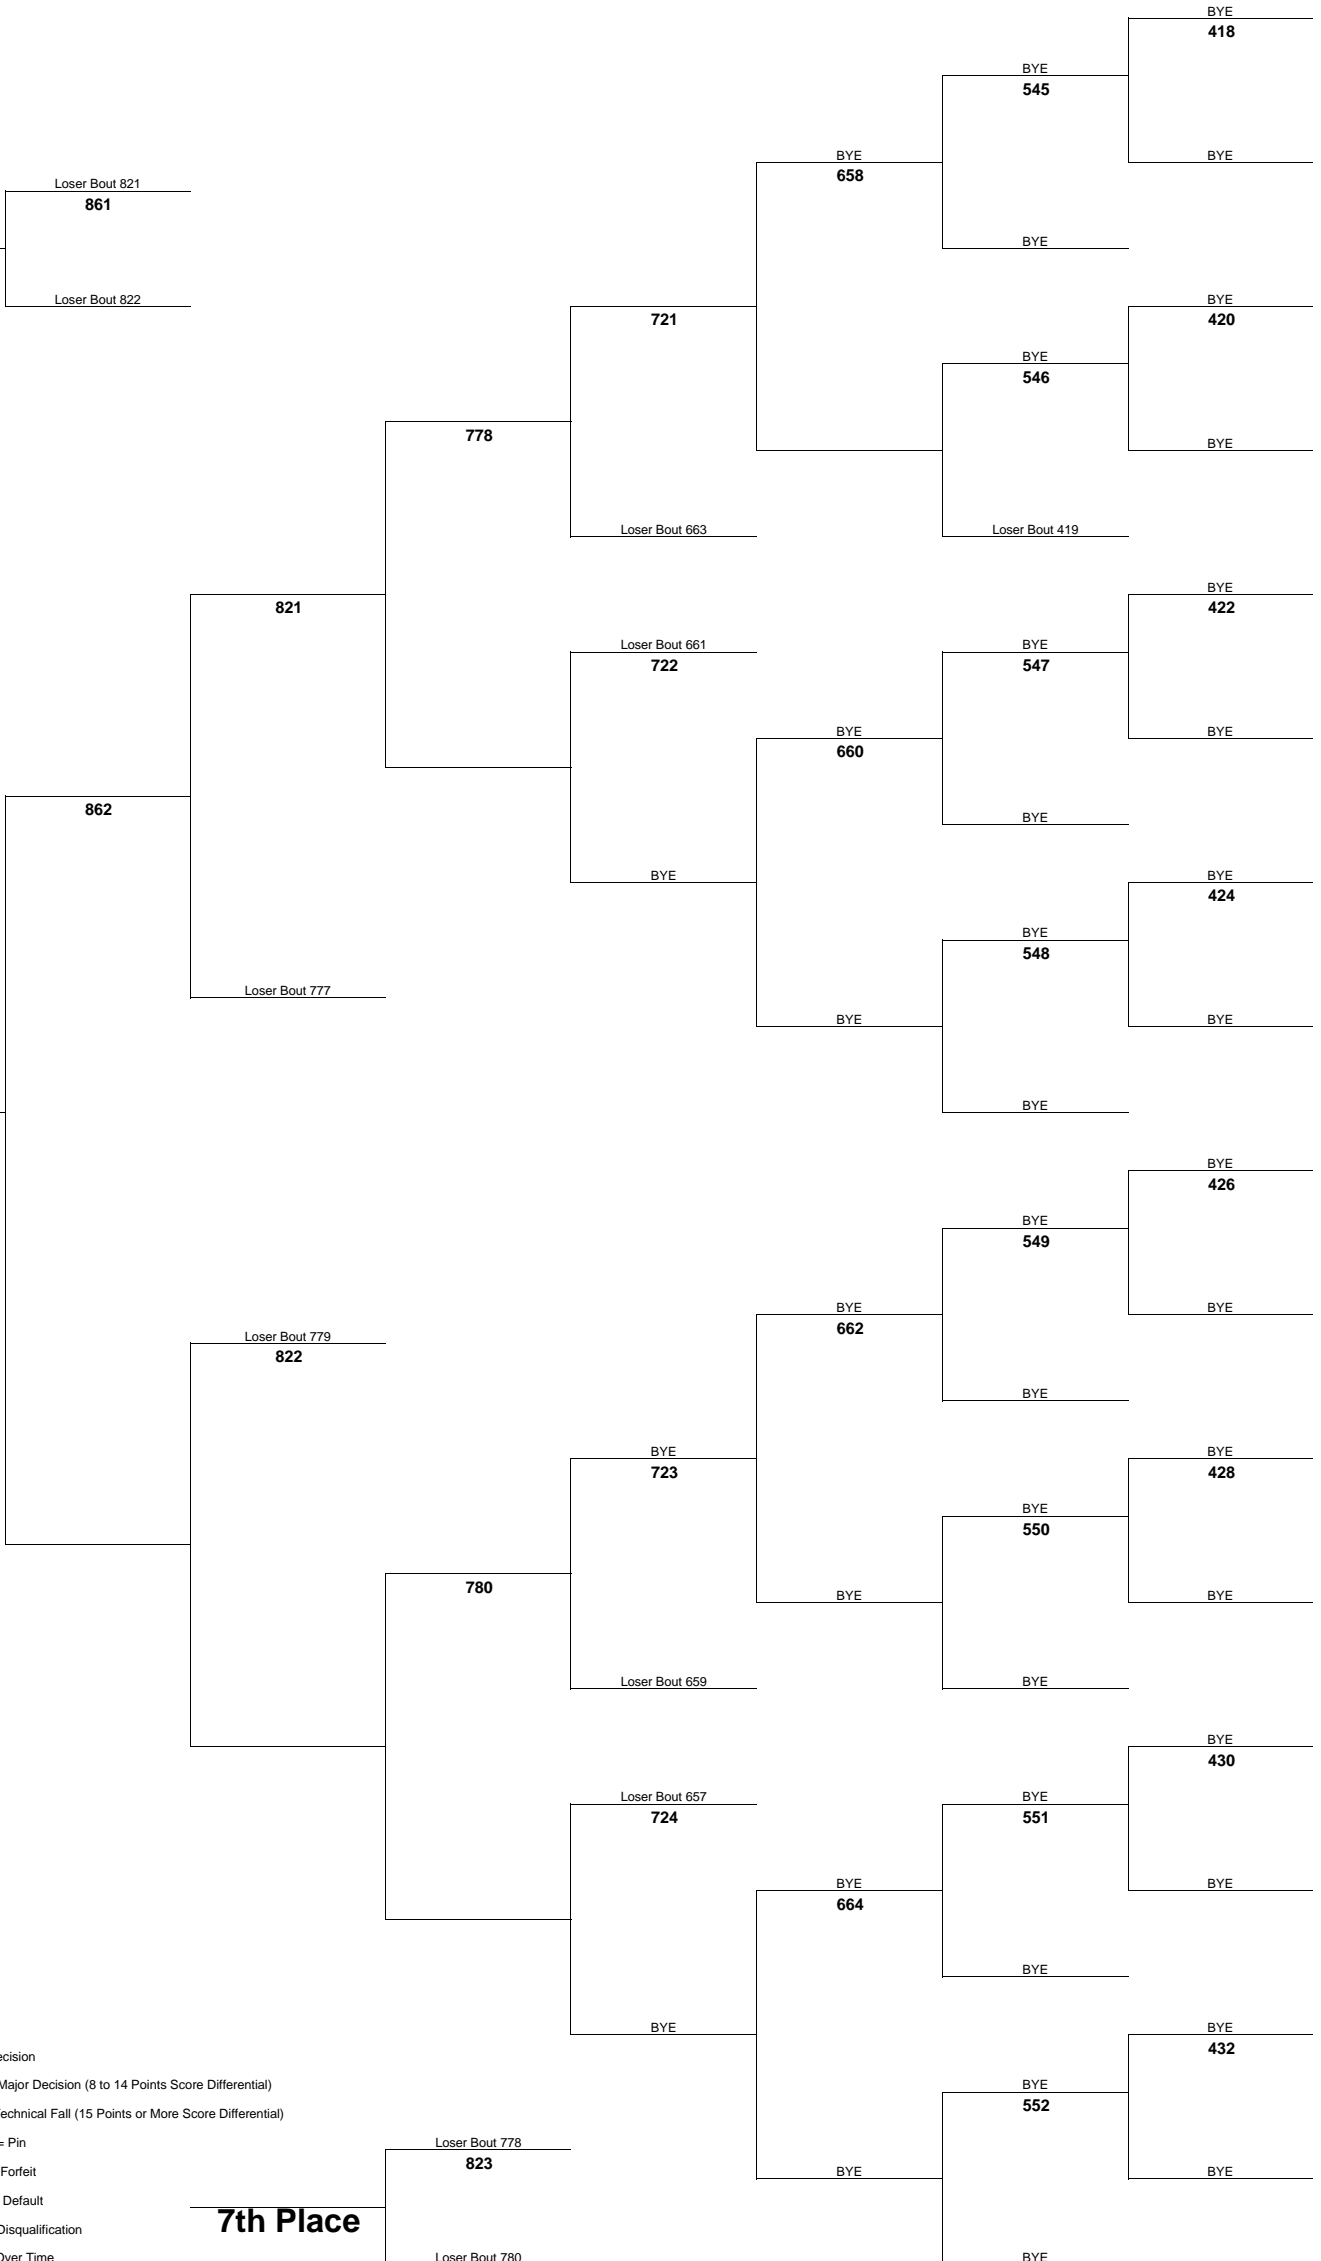 BYE
418
BYE
545
BYE
BYE
658
Loser Bout 821
861
BYE
Loser Bout 822
BYE
420
721
BYE
546
778
BYE
Loser Bout 663
Loser Bout 419
BYE
422
821
Loser Bout 661
722
BYE
547
BYE
660
BYE
862
BYE
BYE
424
BYE
BYE
548
Loser Bout 777
BYE
BYE
BYE
BYE
426
BYE
549
BYE
662
BYE
Loser Bout 779
822
BYE
BYE
723
BYE
428
BYE
550
780
BYE
BYE
Loser Bout 659
BYE
BYE
430
Loser Bout 657
724
BYE
551
BYE
664
BYE
BYE
BYE
BYE
432
ecision
Major Decision (8 to 14 Points Score Differential)
BYE
552
echnical Fall (15 Points or More Score Differential)
= Pin
Loser Bout 778
823
Forfeit
BYE
BYE
Default
7th Place
Disqualification
Over Time
Loser Bout 780
BYE